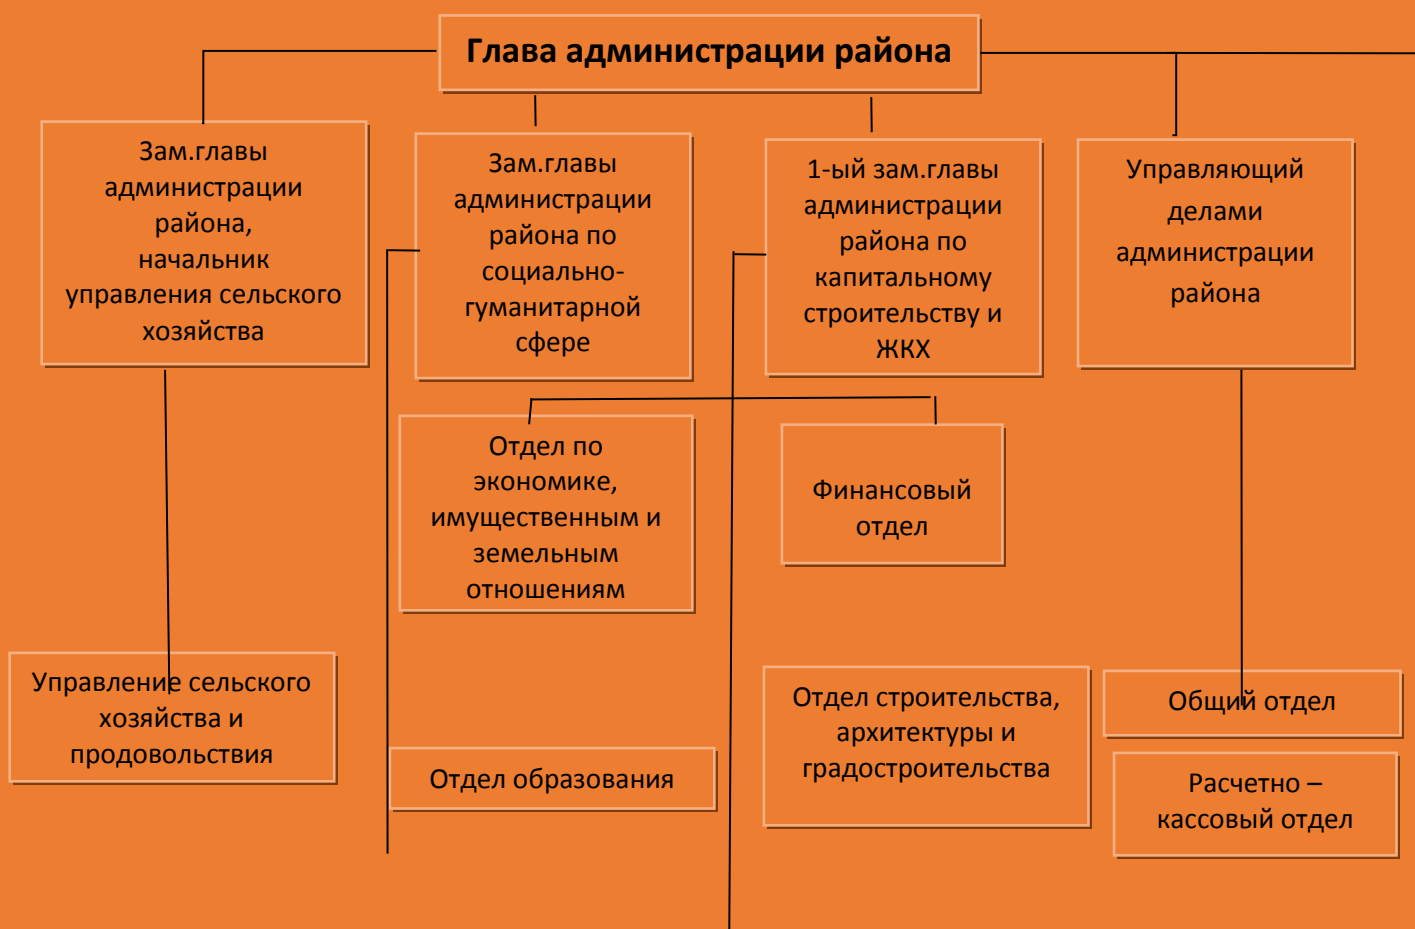 Глава администрации района
Зам.главы
администрации
района,
начальник
управления сельского
хозяйства
Зам.главы
администрации
района по
социально-
гуманитарной
сфере
1-ый зам.главы
администрации
района по
капитальному
строительству и
ЖКХ
Управляющий
делами
администрации
района
Отдел по
экономике,
имущественным и
земельным
отношениям
Финансовый
отдел
Управление сельского
хозяйства и
продовольствия
Отдел образования
Отдел строительства,
архитектуры и
градостроительства
Общий отдел
Расчетно –
кассовый отдел